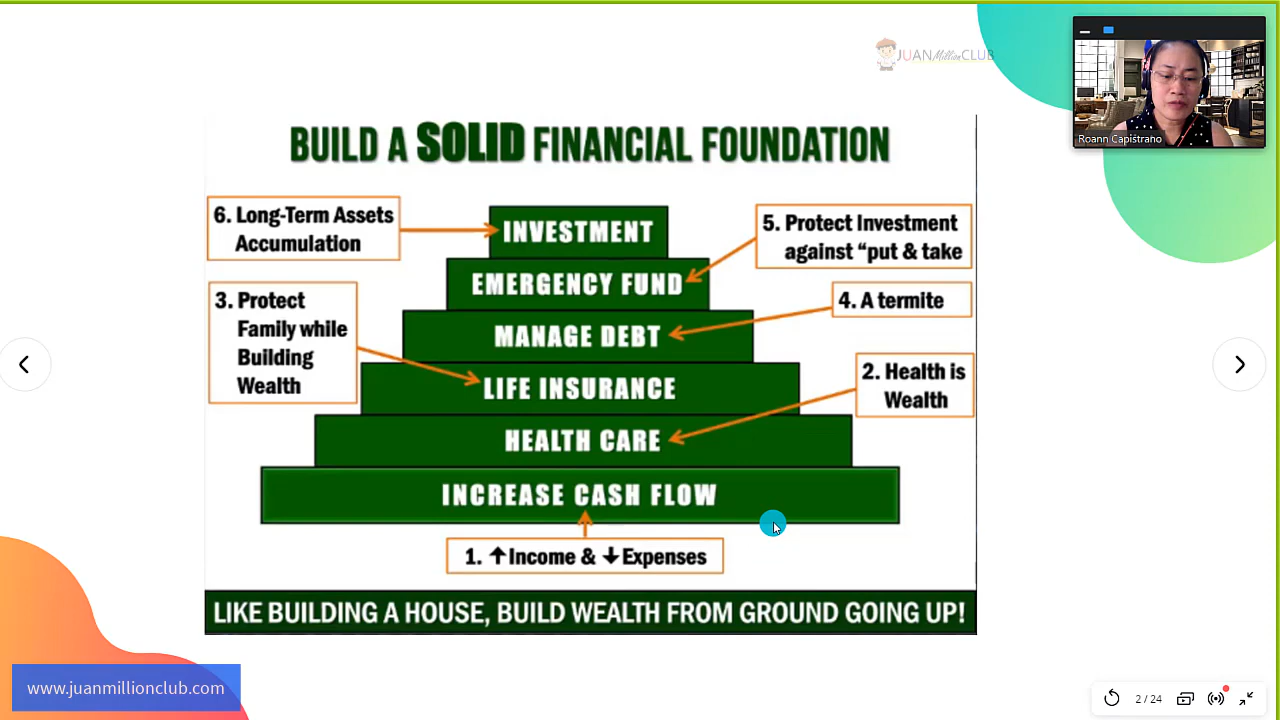 JUAN Million CLUB
Roann Capistrano
BUILD A SOLID FINANCIAL FOUNDATION
6. Long-Term Assets
Accumulation
INVESTMENT
5. Protect Investment
against “put & take
EMERGENCY FUND
3. Protect
Family while
Building
Wealth
4. A termite
MANAGE DEBT
LIFE INSURANCE
2. Health is
Wealth
HEALTH CARE
INCREASE CASH FLOW
1. ↑Income & ↓Expenses
LIKE BUILDING A HOUSE, BUILD WEALTH FROM GROUND GOING UP!
www.juanmillionclub.com
2 / 24